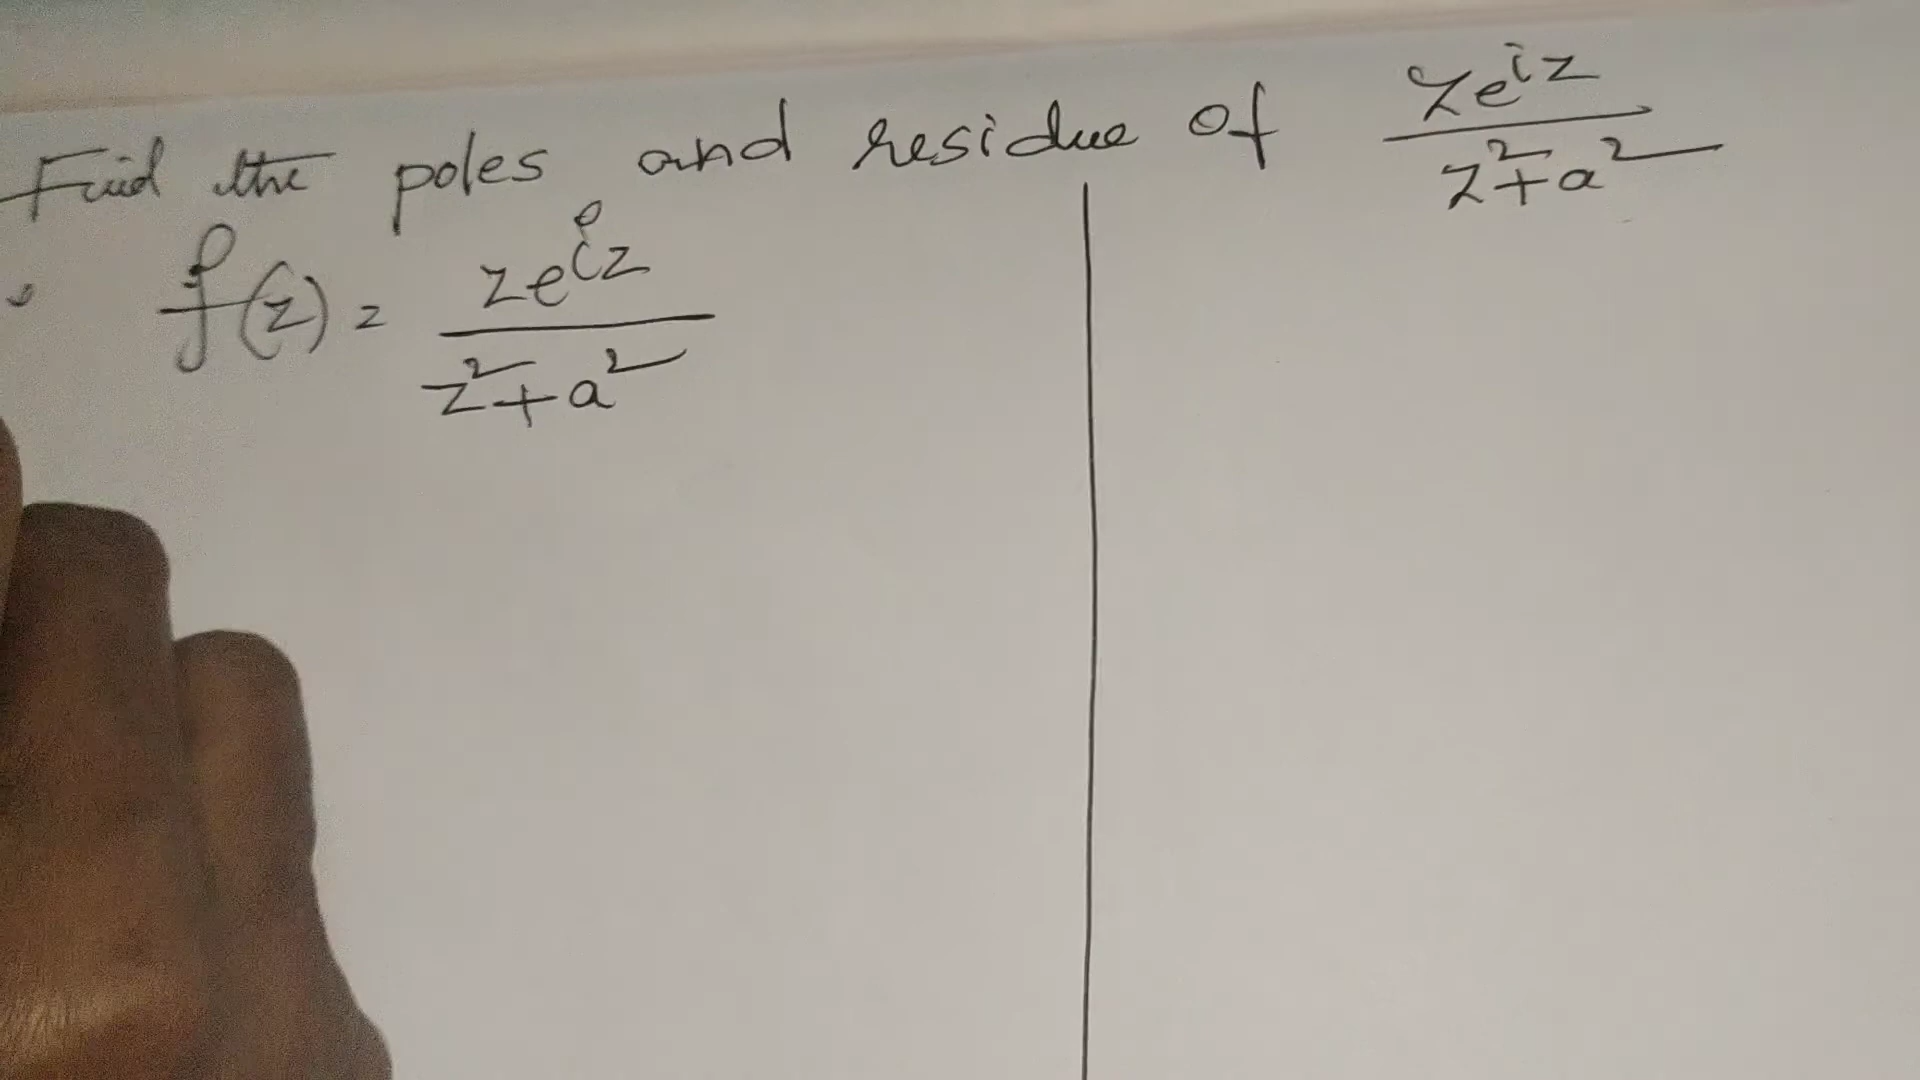 Find the poles and residue of ze^{iz} / z^2+a^2
f(z) = ze^{iz} / z^2+a^2